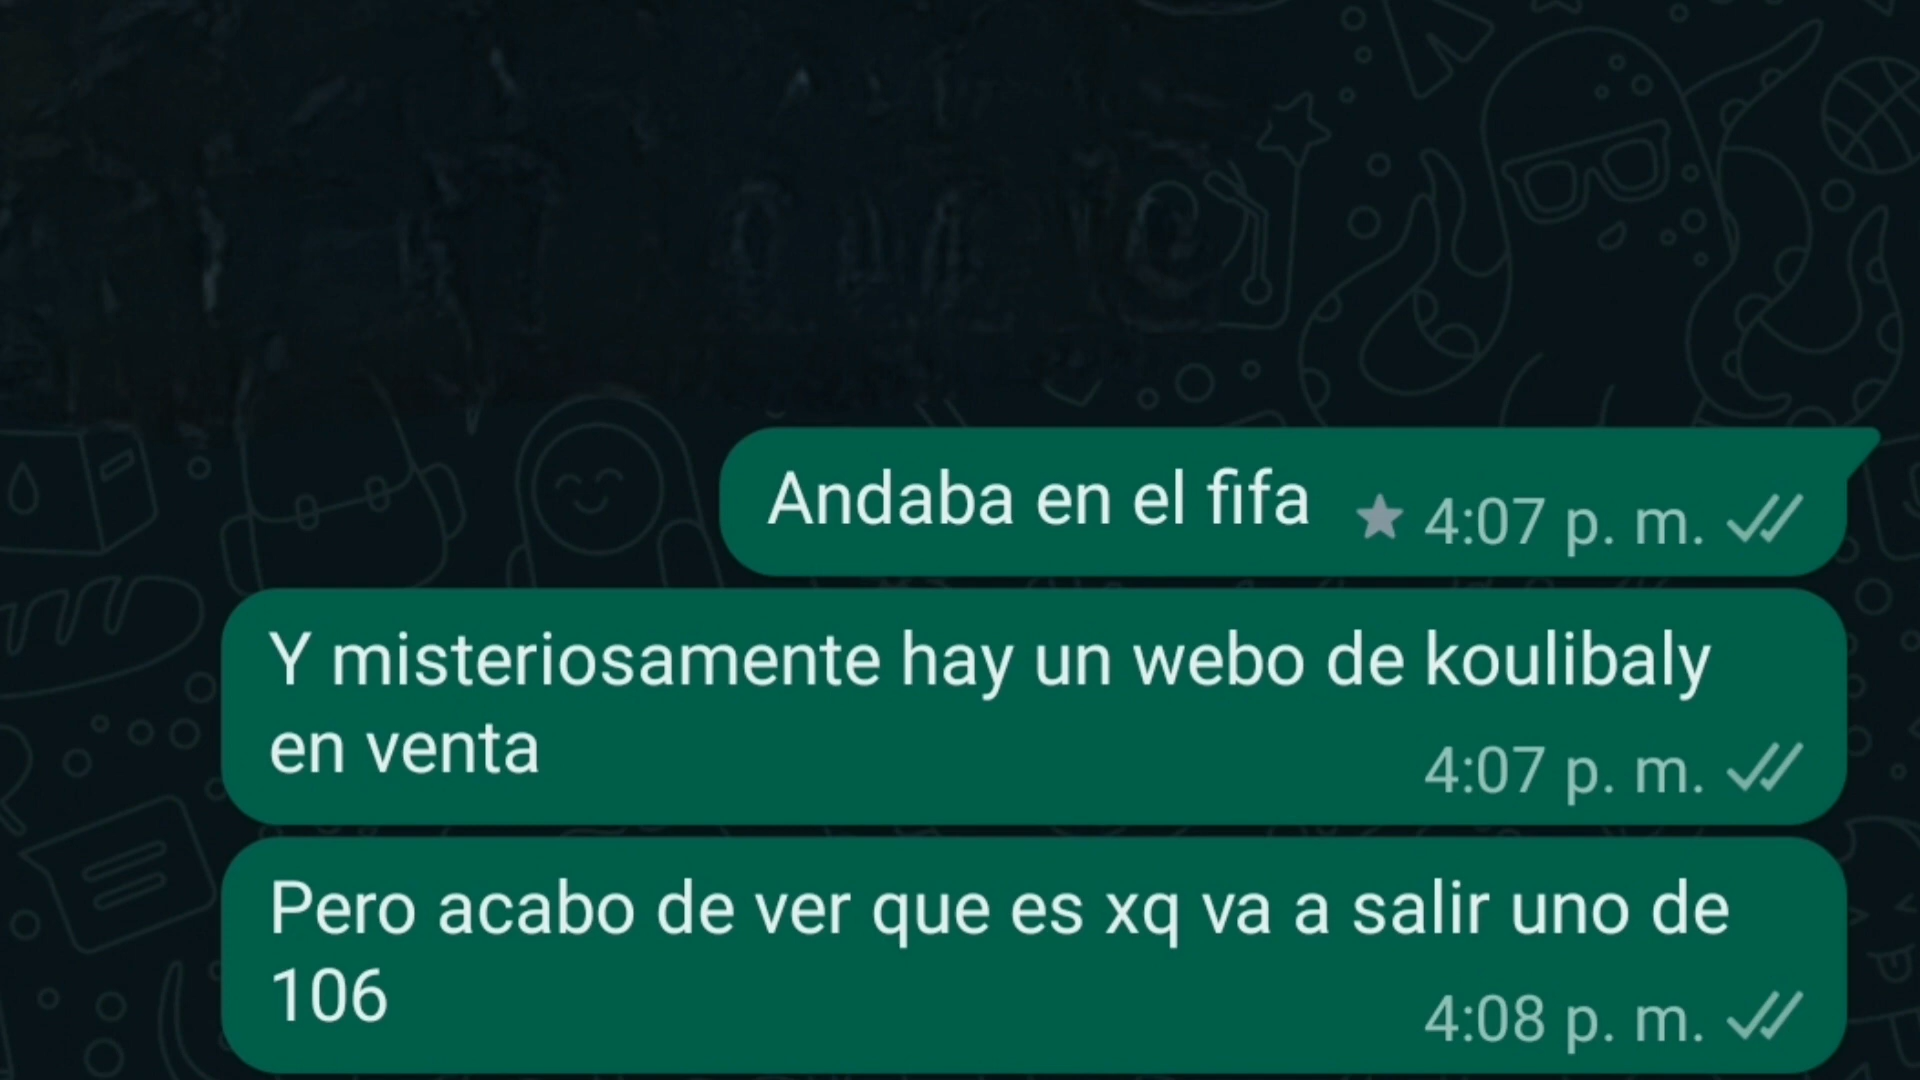 Andaba en el fifa 4:07 p. m.
Y misteriosamente hay un webo de koulibaly
en venta 4:07 p. m.
Pero acabo de ver que es xq va a salir uno de
106 4:08 p. m.